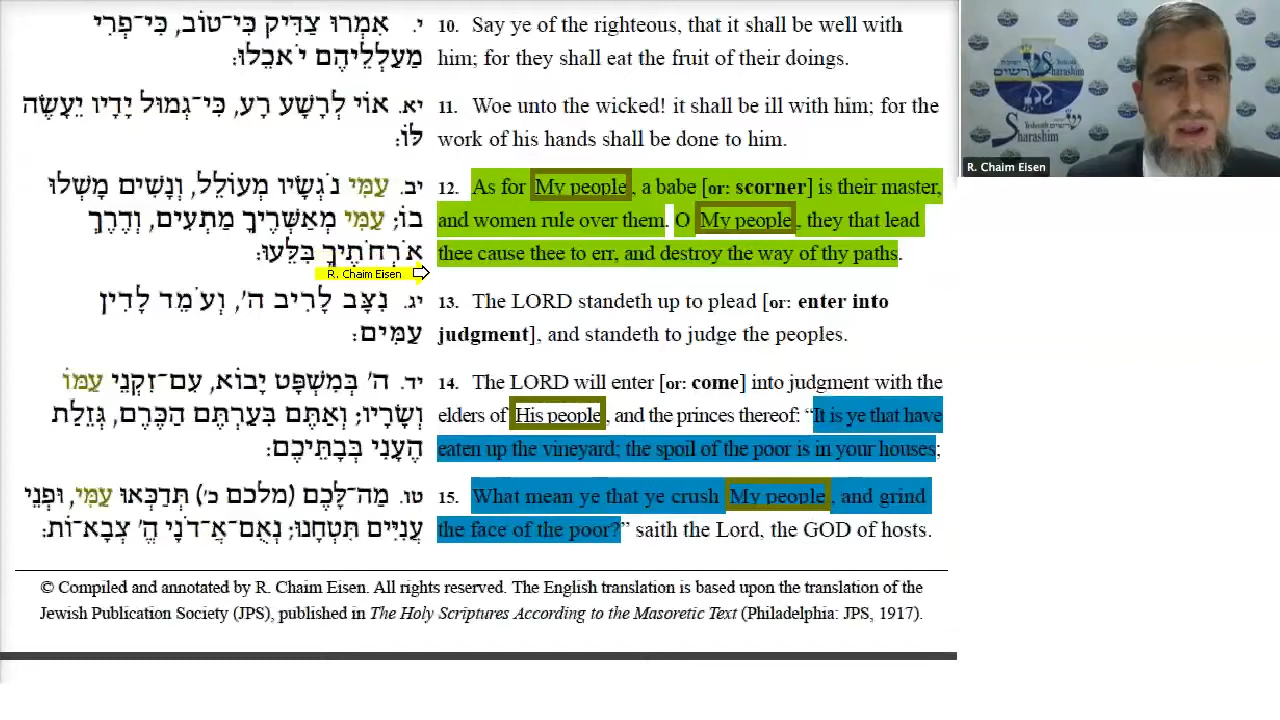 י. אִמְרוּ צַדִּיק כִּי־טוֹב, כִּי־פְרִי
מַעַלְלֵיהֶם יֹאכֵלוּ:
10. Say ye of the righteous, that it shall be well with
him; for they shall eat the fruit of their doings.
יא. אוֹי לְרָשָׁע רָע, כִּי־גְמוּל יָדָיו יֵעָשֶׂה
לּוֹ:
11. Woe unto the wicked! it shall be ill with him; for the
work of his hands shall be done to him.
יב. עַמִּי נֹגְשָׂיו מְעוֹלֵל, וְנָשִׁים מָשְׁלוּ
בוֹ; עַמִּי מְאַשְּׁרֶיךָ מַתְעִים, וְדֶרֶךְ
אֹרְחֹתֶיךָ בִּלֵּעוּ:
12. As for My people, a babe [or: scorner] is their master,
and women rule over them. O My people, they that lead
thee cause thee to err, and destroy the way of thy paths.
R. Chaim Eisen
יג. נִצָּב לָרִיב ה', וְעֹמֵד לָדִין
עַמִּים:
13. The LORD standeth up to plead [or: enter into
judgment], and standeth to judge the peoples.
יד. ה' בְּמִשְׁפָּט יָבוֹא, עִם־זִקְנֵי עַמּוֹ
וְשָׂרָיו; וְאַתֶּם בִּעַרְתֶּם הַכֶּרֶם, גְּזֵלַת
הֶעָנִי בְּבָתֵּיכֶם:
14. The LORD will enter [or: come] into judgment with the
elders of His people, and the princes thereof: “It is ye that have
eaten up the vineyard; the spoil of the poor is in your houses;
טו. מַה־לָּכֶם (מלכם כ') תְּדַכְּאוּ עַמִּי, וּפְנֵי
עֲנִיִּים תִּטְחָנוּ; נְאֻם־אֲ־דֹנָי ה' צְבָא־וֹת:
15. What mean ye that ye crush My people, and grind
the face of the poor?” saith the Lord, the GOD of hosts.
© Compiled and annotated by R. Chaim Eisen. All rights reserved. The English translation is based upon the translation of the
Jewish Publication Society (JPS), published in The Holy Scriptures According to the Masoretic Text (Philadelphia: JPS, 1917).
Yeshivath
Sharashim
R. Chaim Eisen